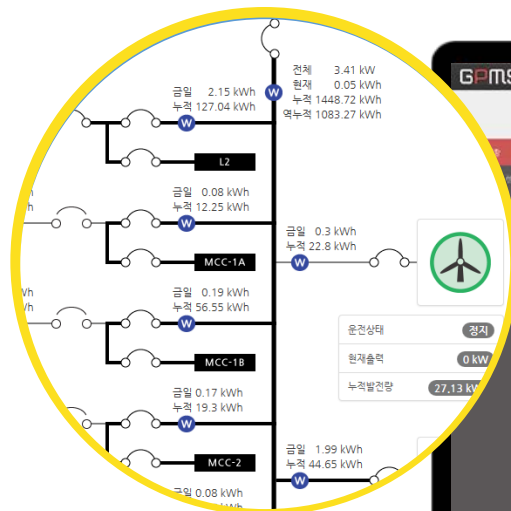 전체 3.41 kW
현재 0.05 kWh
누적 1448.72 kWh
역누적 1083.27 kWh
W
금일 2.15 kWh
누적 127.04 kWh
W
L2
금일 0.08 kWh
누적 12.25 kWh
W
MCC-1A
금일 0.19 kWh
누적 56.55 kWh
W
MCC-1B
금일 0.17 kWh
누적 19.3 kWh
W
MCC-2
금일 0.08 kWh
금일 0.3 kWh
누적 22.8 kWh
W
운전상태 정지
현재출력 0 kW
누적발전량 27.13 kW
금일 1.99 kWh
누적 44.65 kWh
W
GPMS